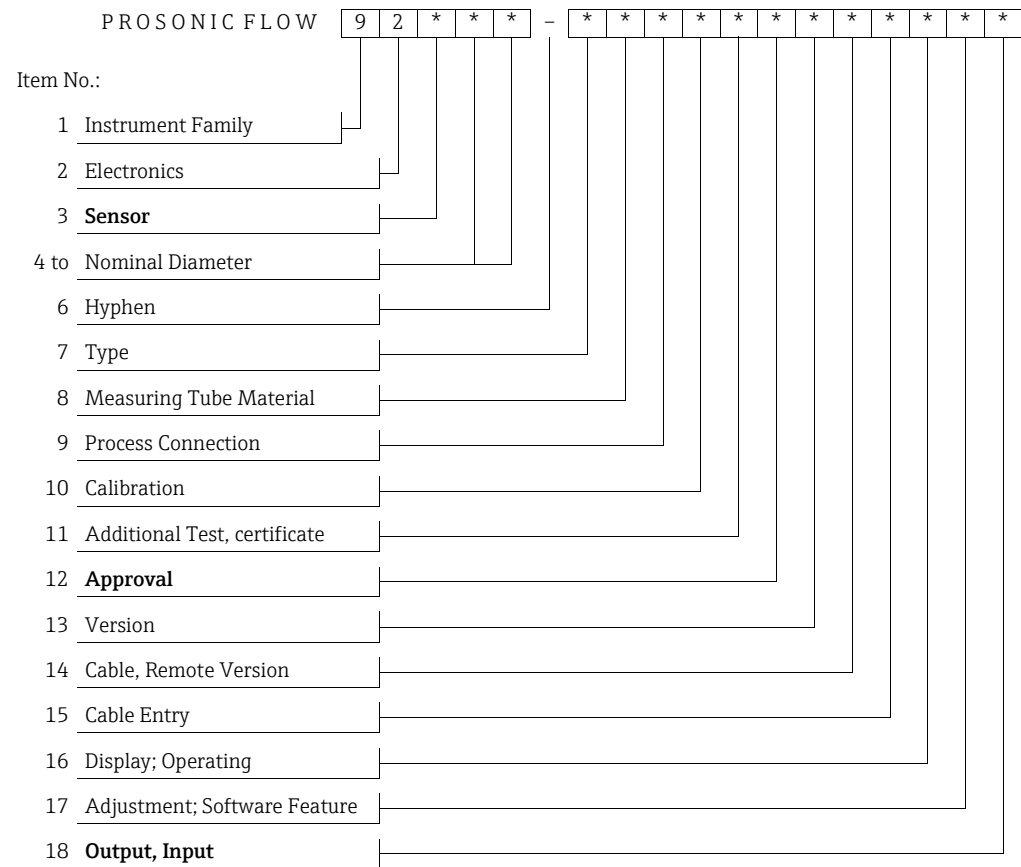 PROSONIC FLOW 9 2 * * * – * * * * * * * * * * * *
Item No.:
1 Instrument Family
2 Electronics
3 Sensor
4 to Nominal Diameter
6 Hyphen
7 Type
8 Measuring Tube Material
9 Process Connection
10 Calibration
11 Additional Test, certificate
12 Approval
13 Version
14 Cable, Remote Version
15 Cable Entry
16 Display; Operating
17 Adjustment; Software Feature
18 Output, Input